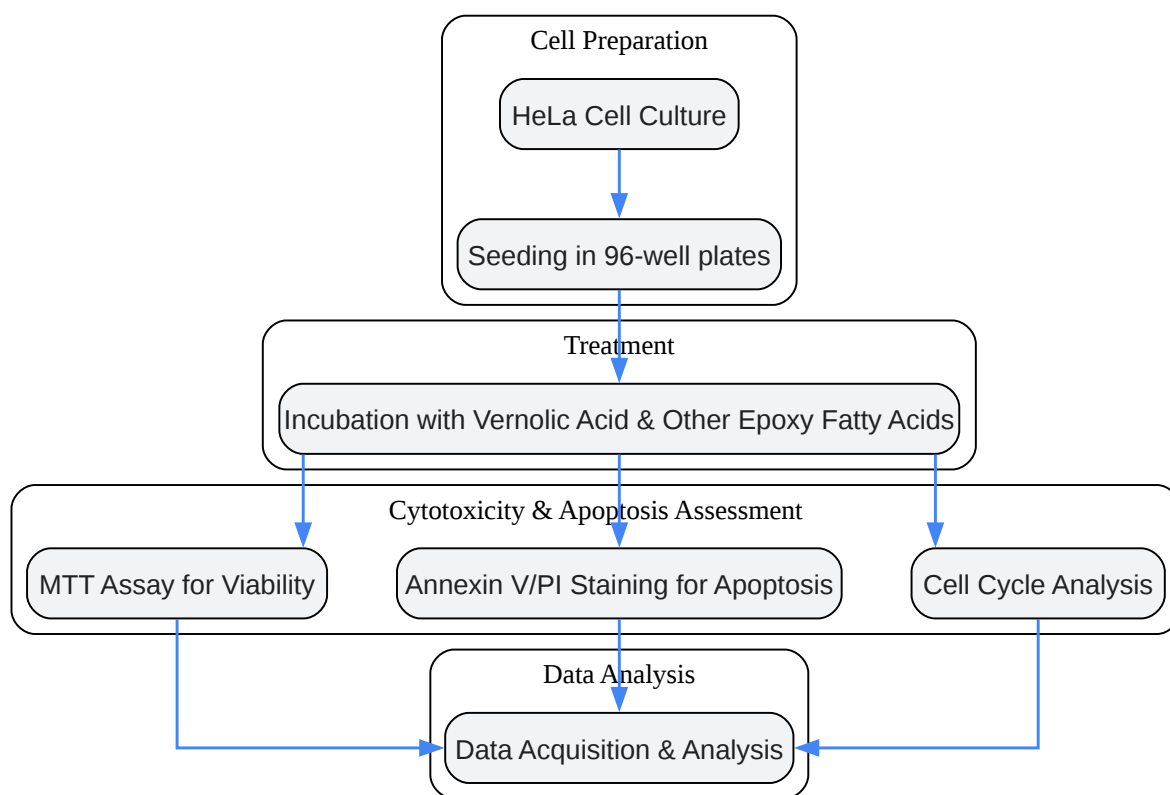 Cell Preparation
HeLa Cell Culture
Seeding in 96-well plates
Treatment
Incubation with Vernolic Acid & Other Epoxy Fatty Acids
Cytotoxicity & Apoptosis Assessment
MTT Assay for Viability
Annexin V/PI Staining for Apoptosis
Cell Cycle Analysis
Data Analysis
Data Acquisition & Analysis